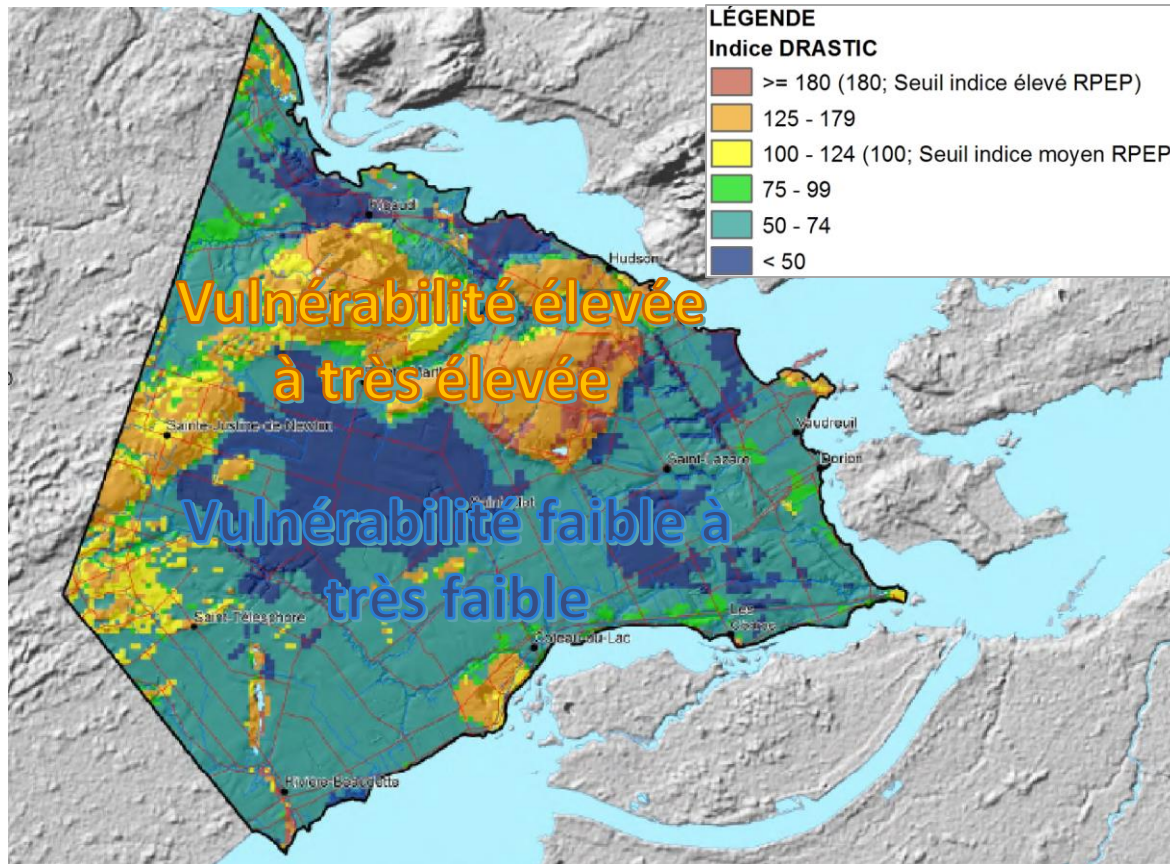 LÉGENDE
Indice DRASTIC
>= 180 (180; Seuil indice élevé RPEP)
125 - 179
100 - 124 (100; Seuil indice moyen RPEP
75 - 99
50 - 74
< 50
Rigaud
Hudson
Vulnérabilité élevée
à très élevée
Vaudreuil
Sainte-Justine-de-Newton
Saint-Lazare
Dorion
Vulnérabilité faible à
très faible
Les
Cèdres
Saint-Télesphore
Coteau-du-Lac
Rivière-Beaudette